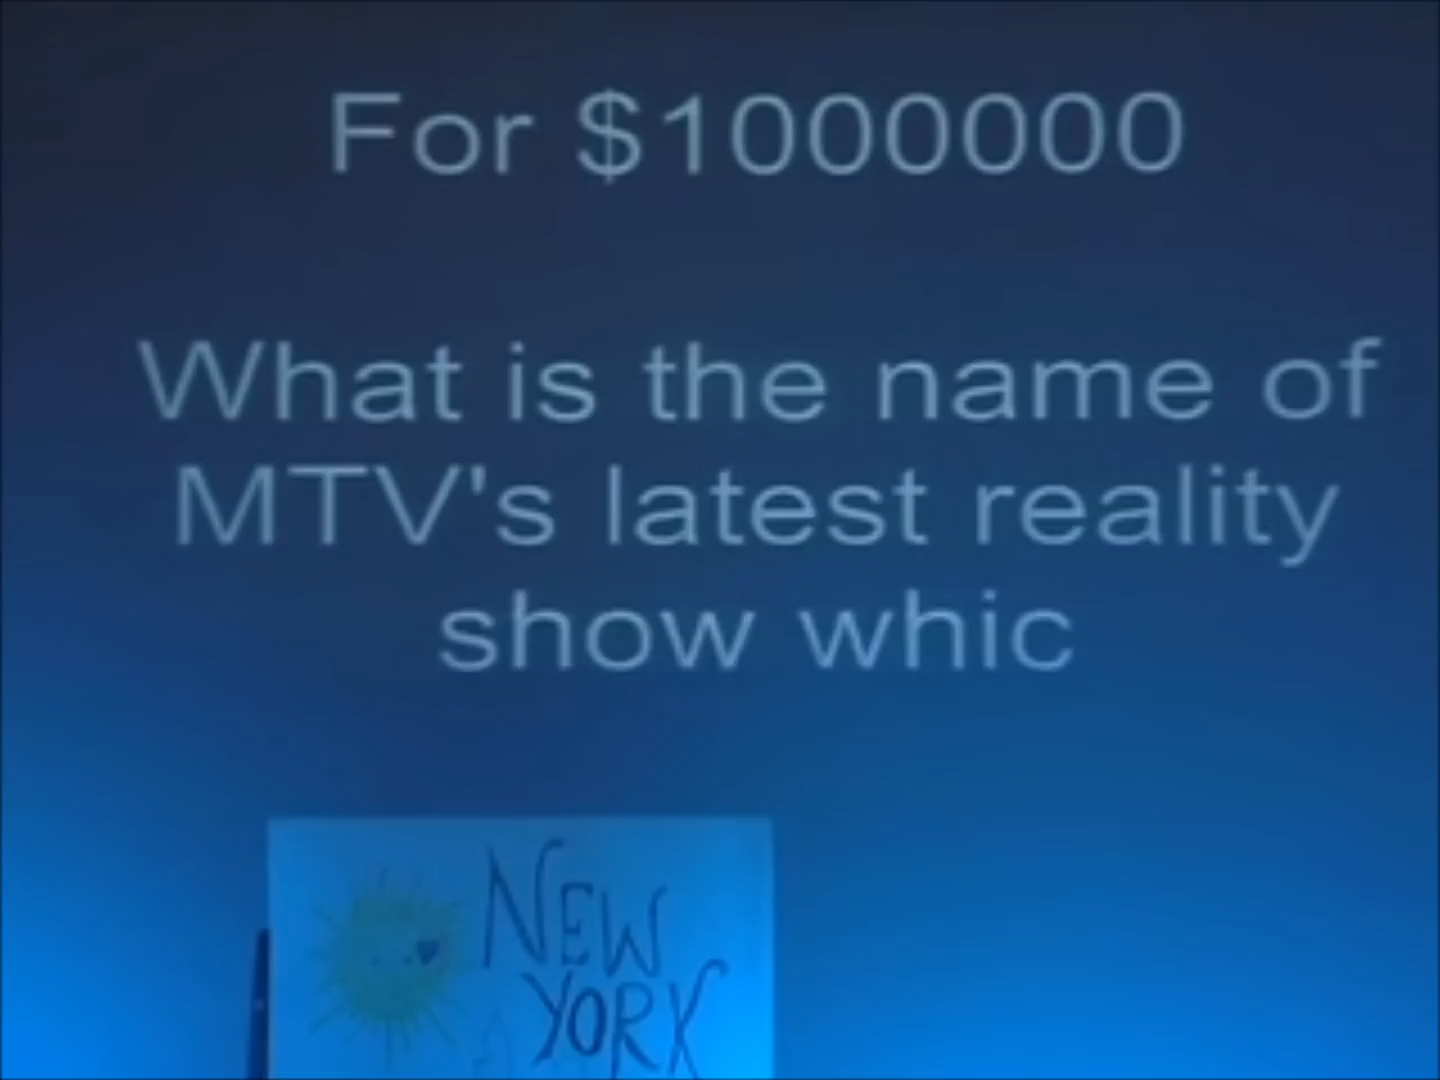 For $1000000
What is the name of
MTV's latest reality
show whic
NEW
YORK